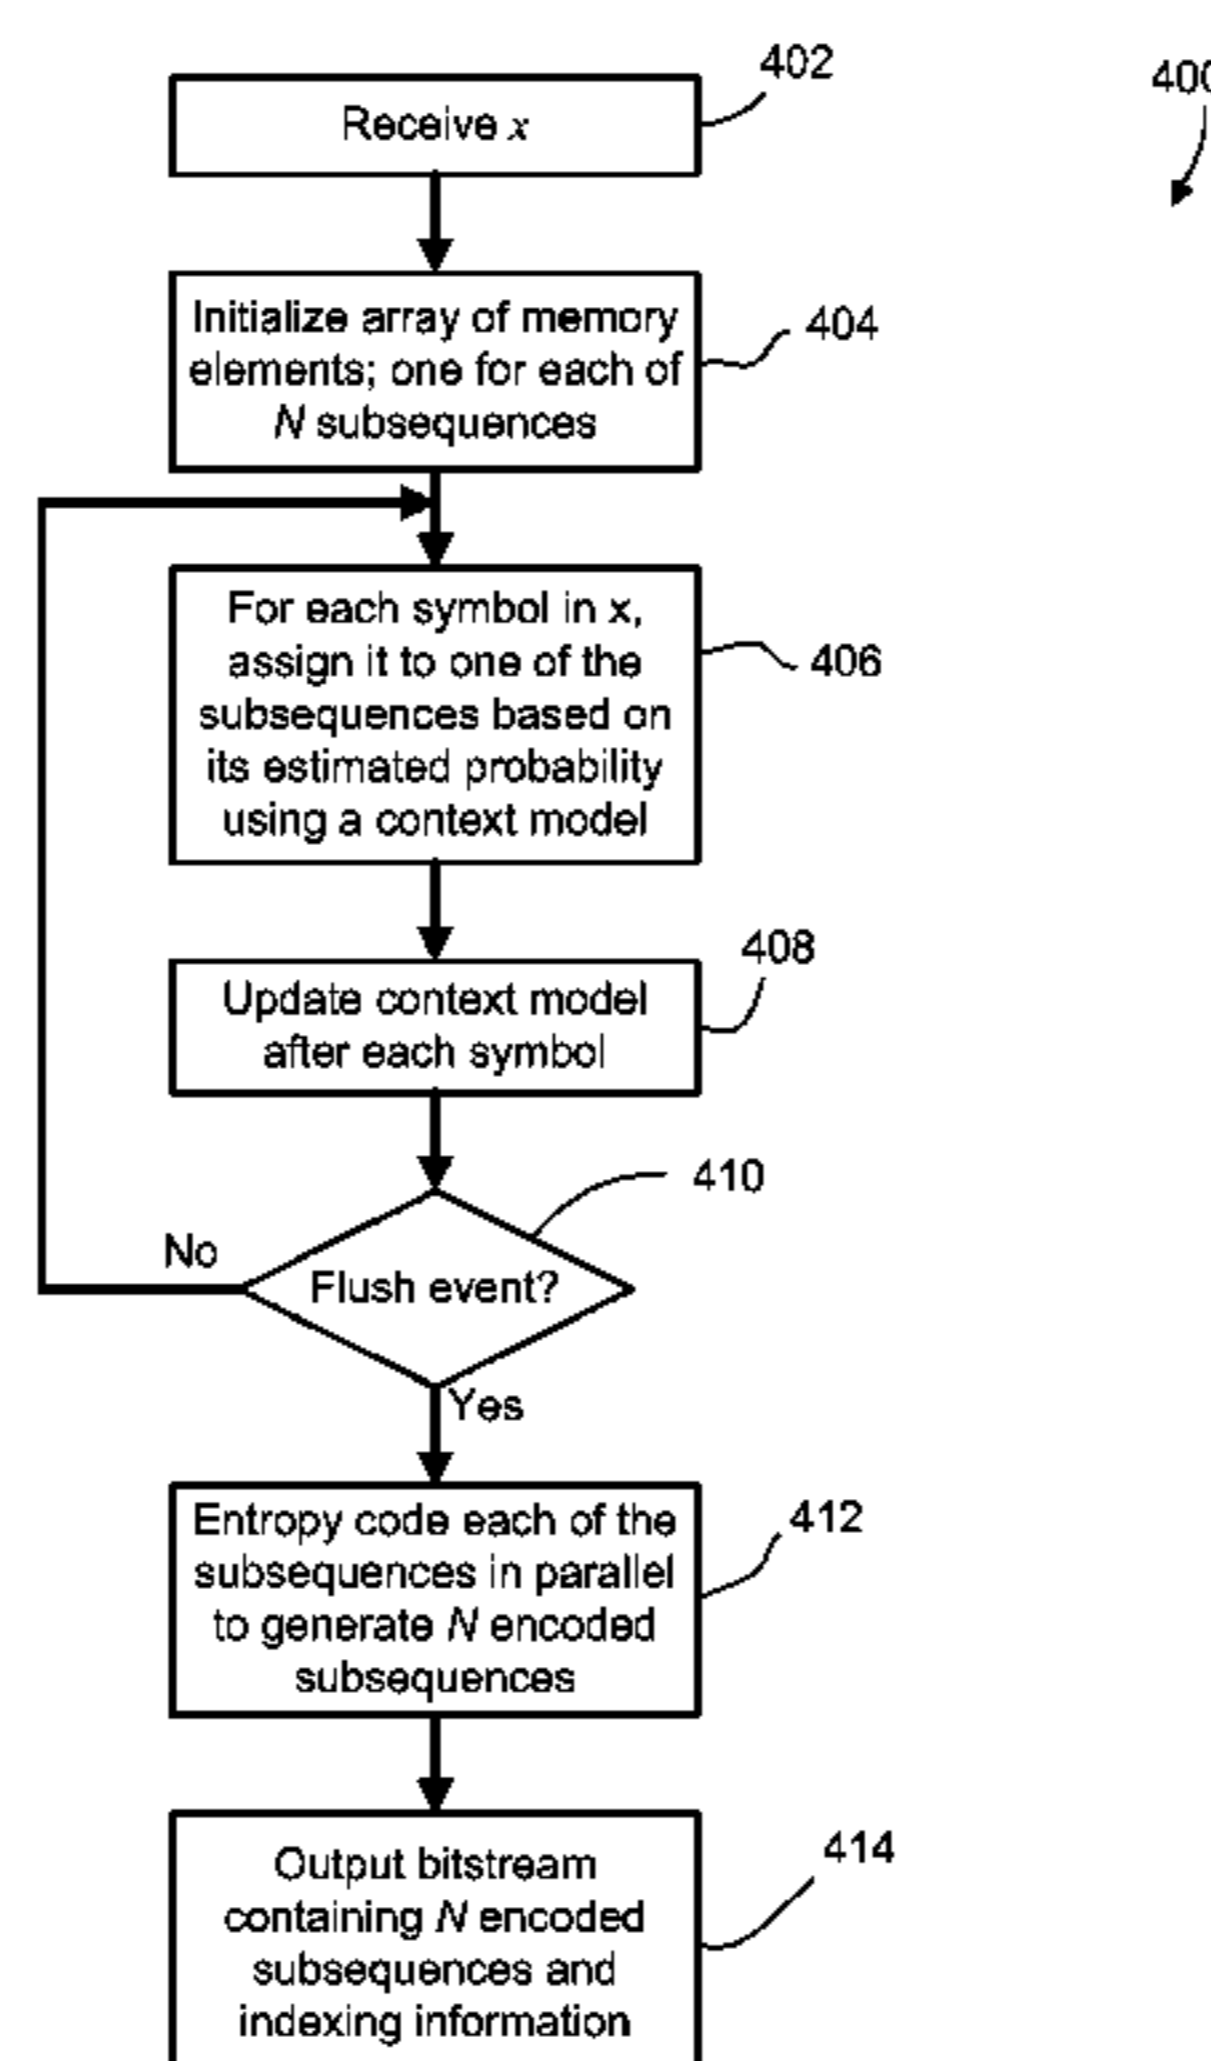 402
400
Receive x
Initialize array of memory
elements; one for each of
N subsequences
404
For each symbol in x,
assign it to one of the
subsequences based on
its estimated probability
using a context model
406
408
Update context model
after each symbol
410
No
Flush event?
Yes
Entropy code each of the
subsequences in parallel
to generate N encoded
subsequences
412
414
Output bitstream
containing N encoded
subsequences and
indexing information